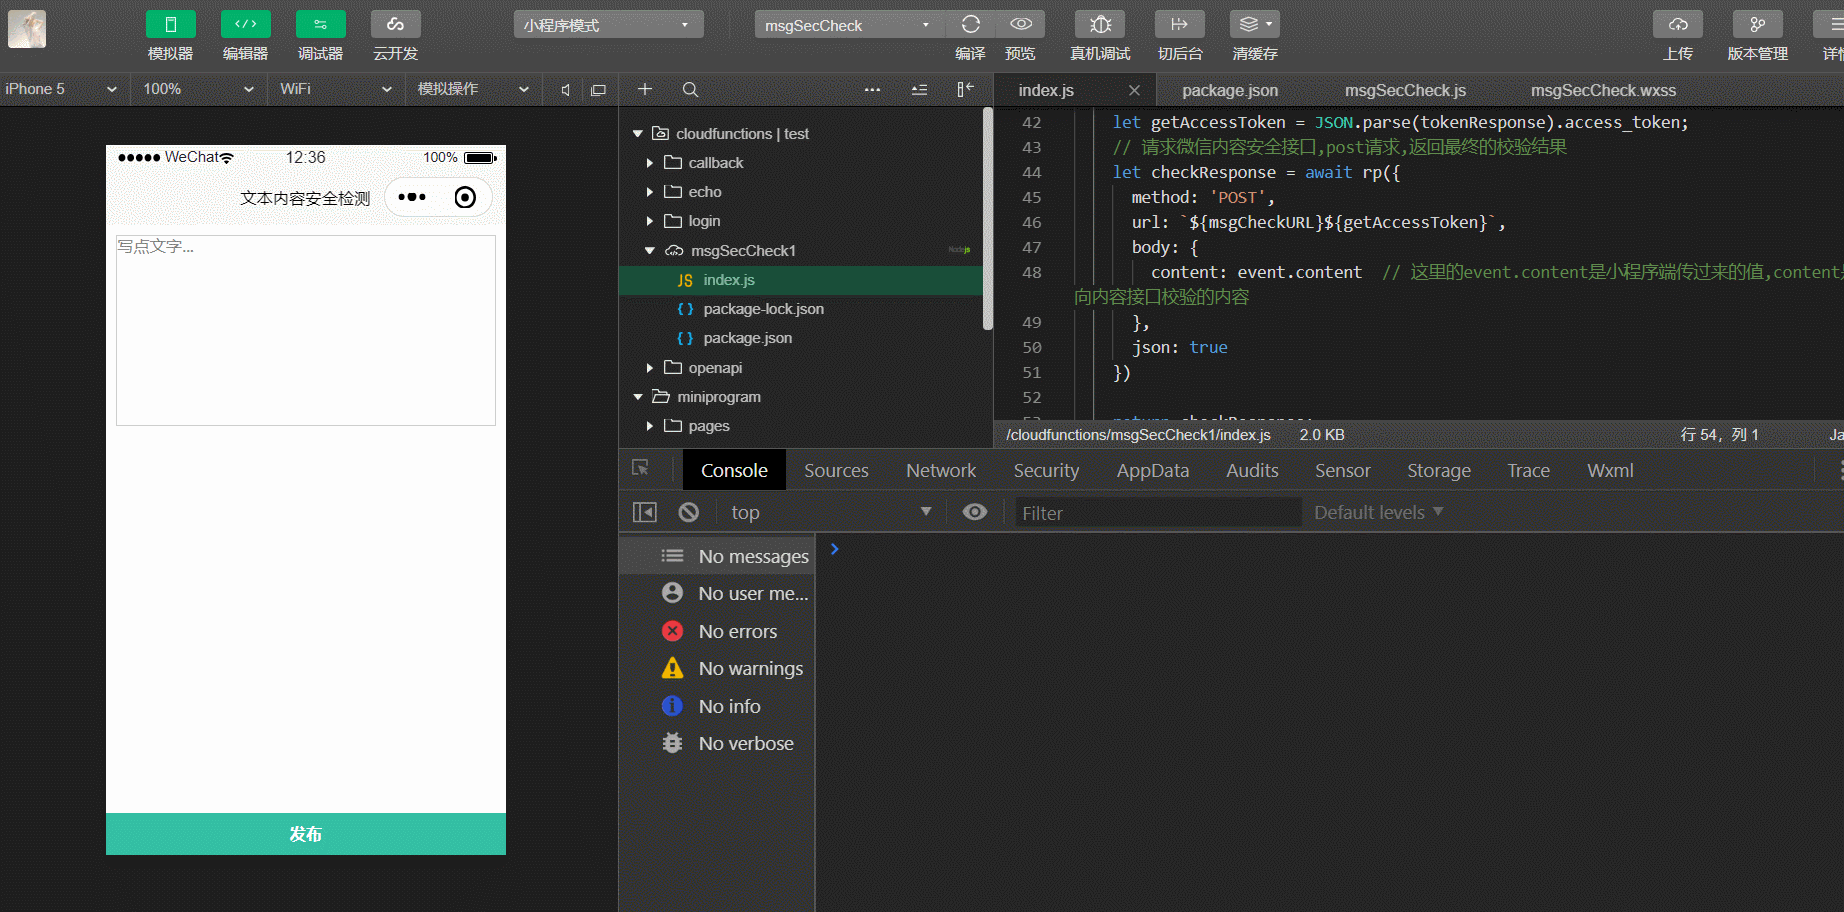 小程序模式
msgSecCheck
模拟器
编辑器
调试器
云开发
编译
预览
真机调试
切后台
清缓存
上传
版本管理
iPhone 5
100%
WiFi
模拟操作
WeChat
12:36
100%
文本内容安全检测
写点文字...
发布
cloudfunctions | test
callback
echo
login
msgSecCheck1
JS index.js
{ } package-lock.json
{ } package.json
openapi
miniprogram
pages
index.js
package.json
msgSecCheck.js
msgSecCheck.wxss
42 let getAccessToken = JSON.parse(tokenResponse).access_token;
43 // 请求微信内容安全接口,post请求,返回最终的校验结果
44 let checkResponse = await rp({
45 method: 'POST',
46 url: `${msgCheckURL}${getAccessToken}`,
47 body: {
48 content: event.content // 这里的event.content是小程序端传过来的值,content是
向内容接口校验的内容
49 },
50 json: true
51 })
52
/cloudfunctions/msgSecCheck1/index.js
2.0 KB
行 54，列 1
Console
Sources
Network
Security
AppData
Audits
Sensor
Storage
Trace
Wxml
top
Filter
Default levels
No messages
No user me...
No errors
No warnings
No info
No verbose